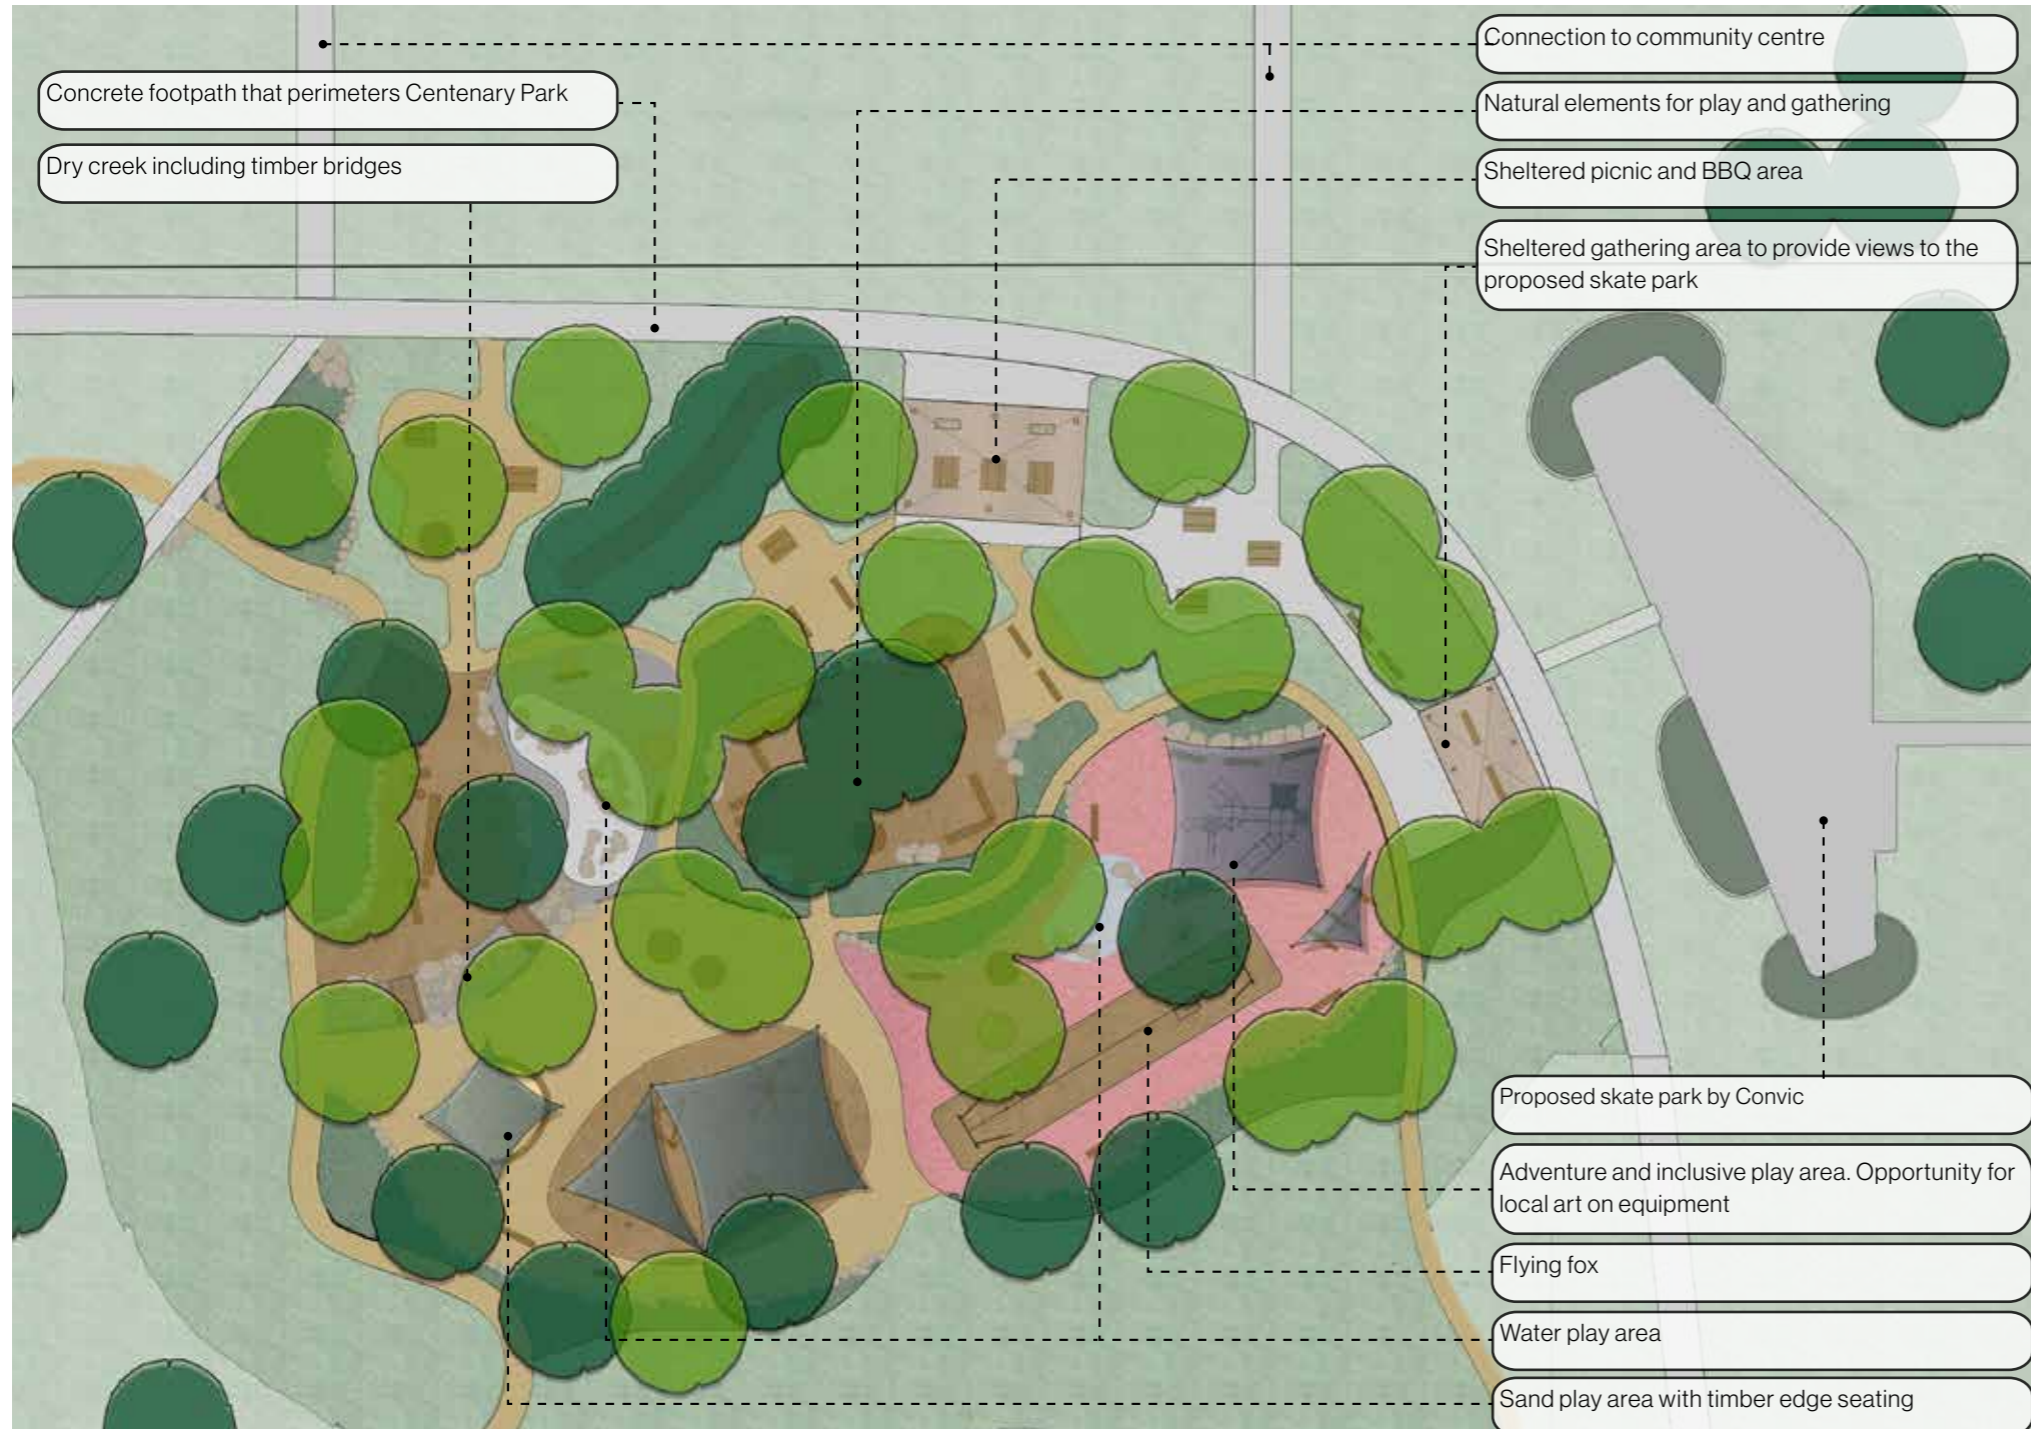 Concrete footpath that perimeters Centenary Park
Dry creek including timber bridges
Connection to community centre
Natural elements for play and gathering
Sheltered picnic and BBQ area
Sheltered gathering area to provide views to the
proposed skate park
Proposed skate park by Convic
Adventure and inclusive play area. Opportunity for
local art on equipment
Flying fox
Water play area
Sand play area with timber edge seating